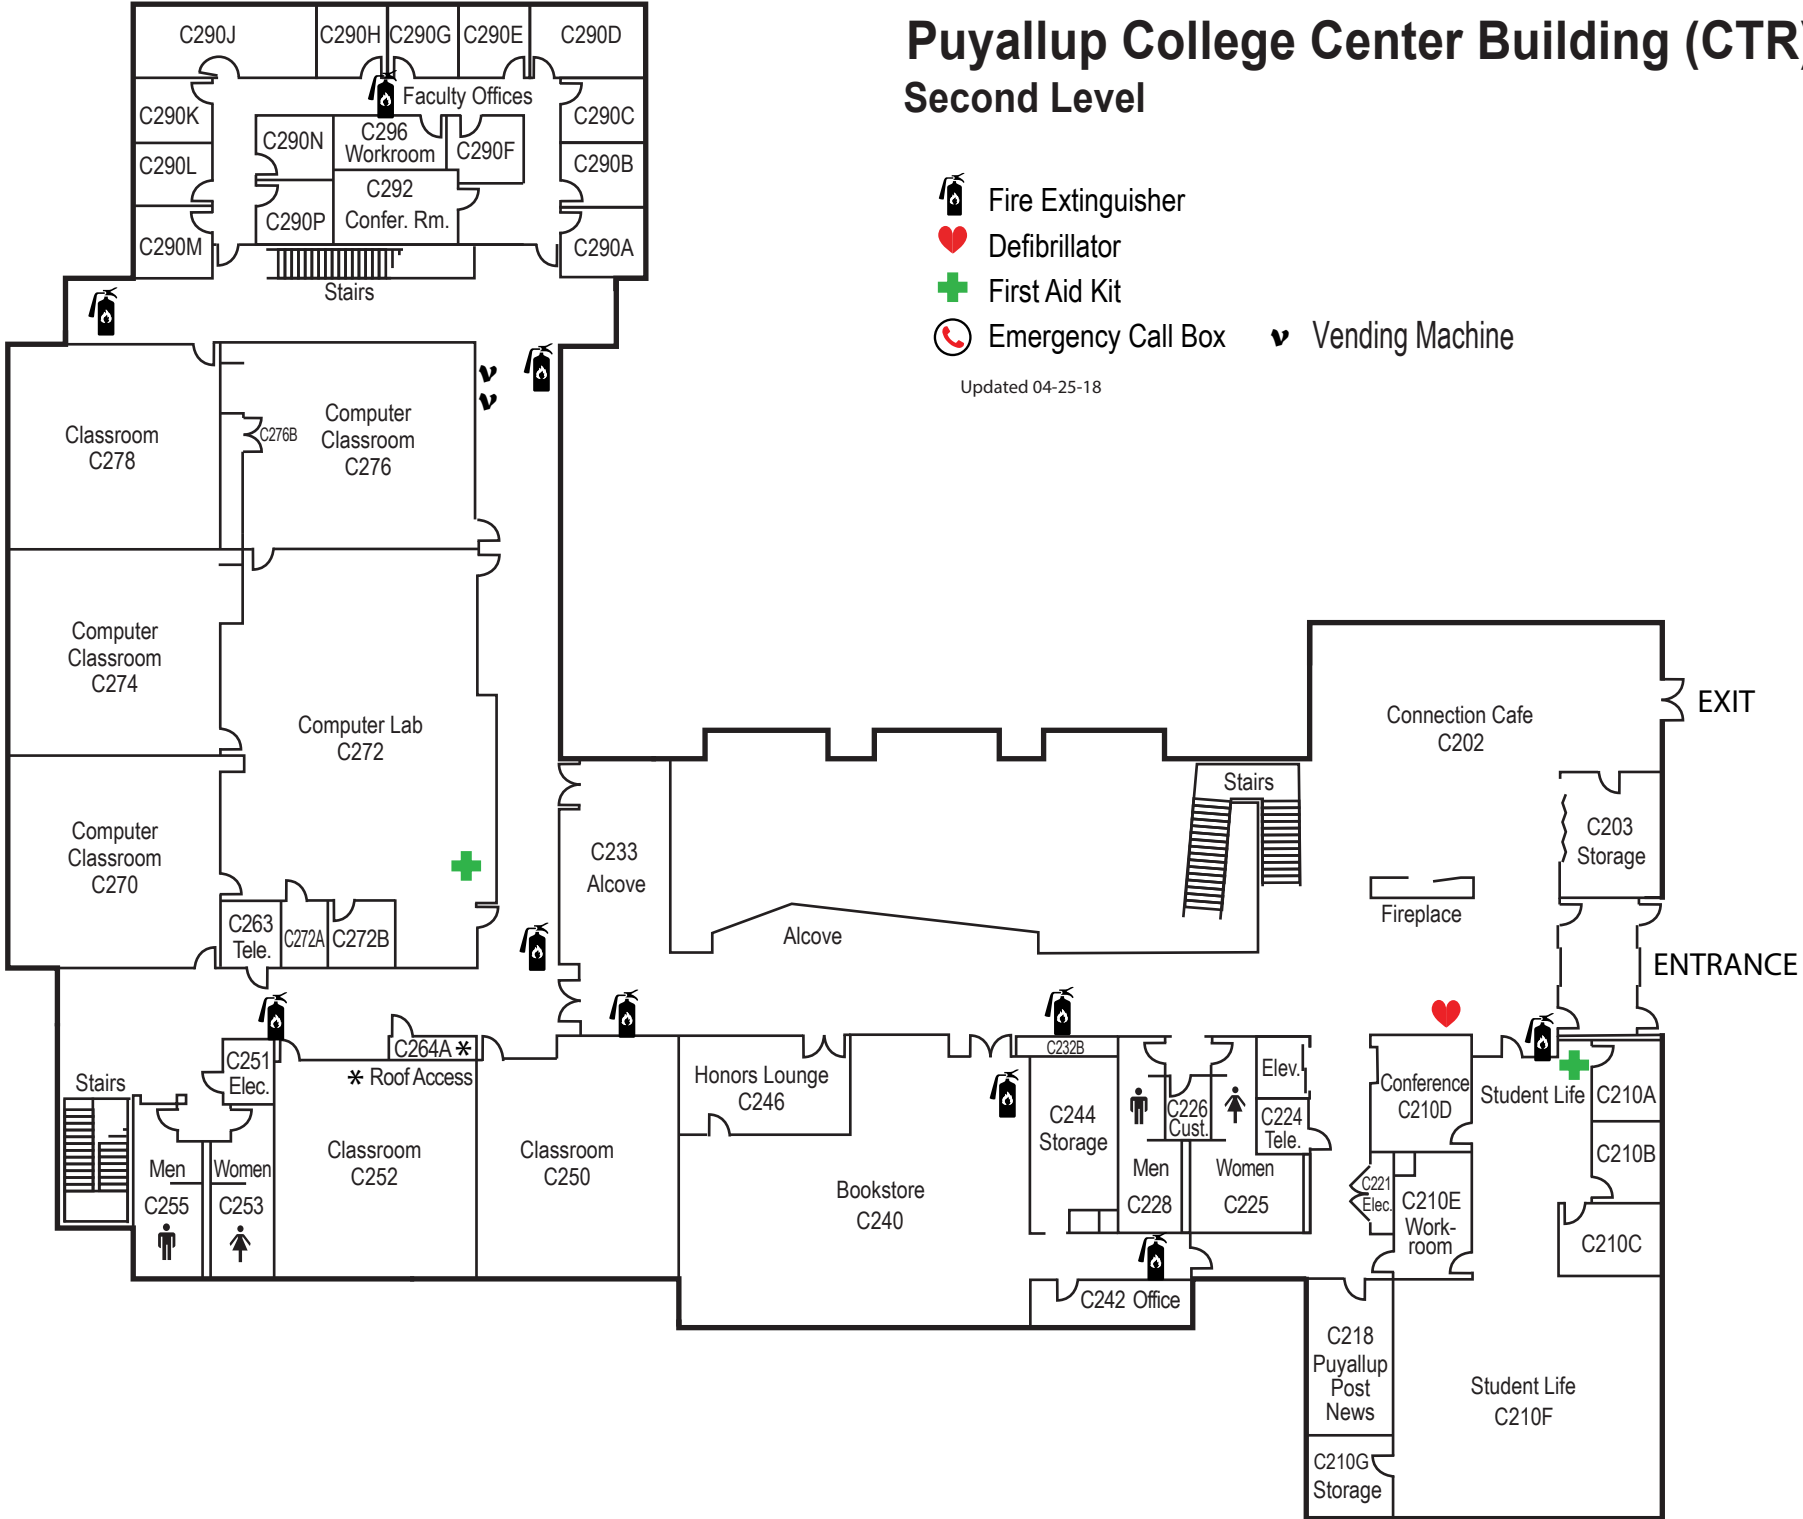 Puyallup College Center Building (CTR)
Second Level
Fire Extinguisher
Defibrillator
First Aid Kit
Emergency Call Box
v Vending Machine
Updated 04-25-18
C290J
C290H
C290G
C290E
C290D
Faculty Offices
C290K
C290N
C296
Workroom
C290F
C290C
C290L
C290B
C292
Confer. Rm.
C290P
C290M
C290A
Stairs
v
v
Classroom
C278
C276B
Computer
Classroom
C276
Computer
Classroom
C274
Computer Lab
C272
Computer
Classroom
C270
C263
Tele.
C272A
C272B
C233
Alcove
Alcove
Stairs
Connection Cafe
C202
EXIT
C203
Storage
Fireplace
ENTRANCE
C264A *
* Roof Access
C251
Elec.
Stairs
Men
C255
Women
C253
Classroom
C252
Classroom
C250
Honors Lounge
C246
Bookstore
C240
C232B
C244
Storage
C226
Cust.
Elev.
C224
Tele.
Men
C228
Women
C225
C242 Office
Conference
C210D
Student Life
C210A
C210B
C221
Elec.
C210E
Work-
room
C210C
C218
Puyallup
Post
News
Student Life
C210F
C210G
Storage